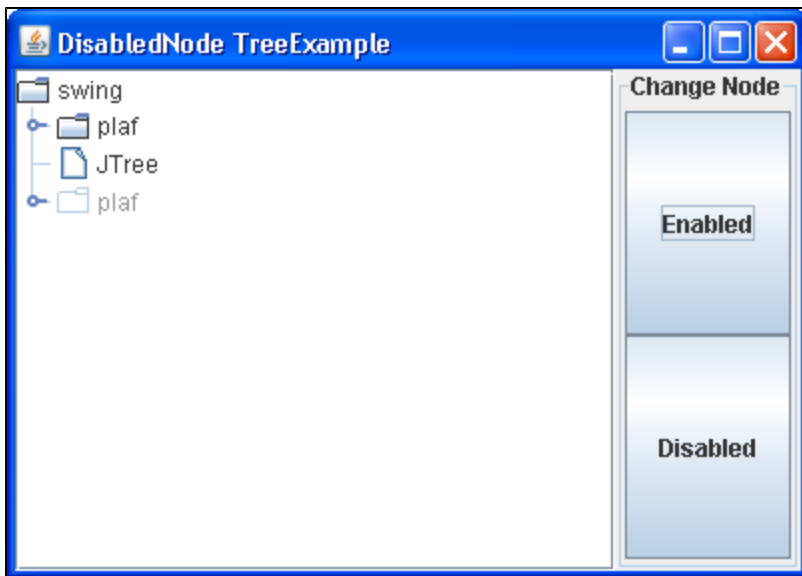 DisabledNode TreeExample
swing
plaf
JTree
plaf
Change Node
Enabled
Disabled